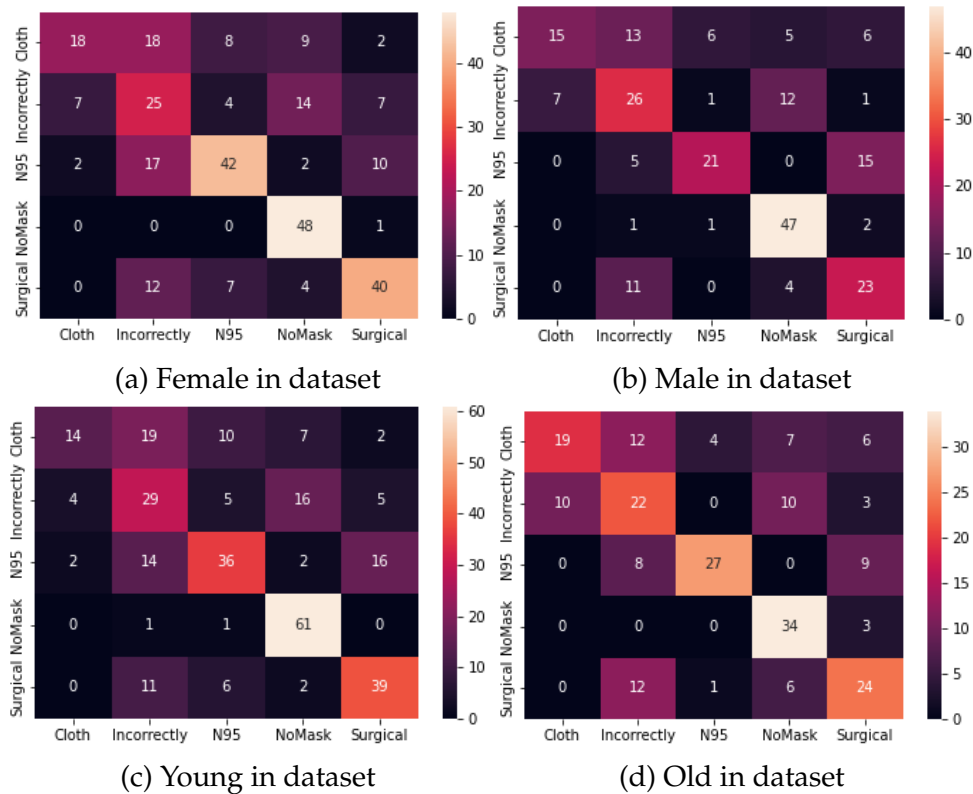 Cloth 18 18 8 9 2
Incorrectly 7 25 4 14 7
N95 2 17 42 2 10
NoMask 0 0 0 48 1
Surgical 0 12 7 4 40
Cloth Incorrectly N95 NoMask Surgical
40
30
20
10
0
(a) Female in dataset
Cloth 15 13 6 5 6
Incorrectly 7 26 1 12 1
N95 0 5 21 0 15
NoMask 0 1 1 47 2
Surgical 0 11 0 4 23
Cloth Incorrectly N95 NoMask Surgical
40
30
20
10
0
(b) Male in dataset
Cloth 14 19 10 7 2
Incorrectly 4 29 5 16 5
N95 2 14 36 2 16
NoMask 0 1 1 61 0
Surgical 0 11 6 2 39
Cloth Incorrectly N95 NoMask Surgical
60
50
40
30
20
10
0
(c) Young in dataset
Cloth 19 12 4 7 6
Incorrectly 10 22 0 10 3
N95 0 8 27 0 9
NoMask 0 0 0 34 3
Surgical 0 12 1 6 24
Cloth Incorrectly N95 NoMask Surgical
30
25
20
15
10
5
0
(d) Old in dataset